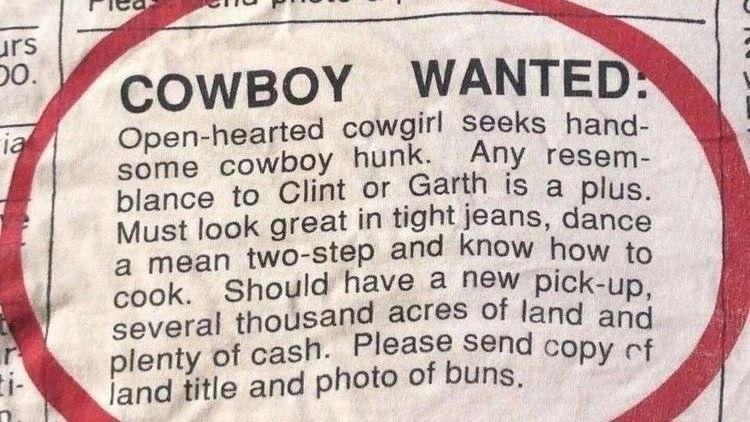 photo
urs
00.
COWBOY WANTED:
Open-hearted cowgirl seeks hand-
some cowboy hunk. Any resem-
blance to Clint or Garth is a plus.
Must look great in tight jeans, dance
a mean two-step and know how to
cook. Should have a new pick-up,
several thousand acres of land and
plenty of cash. Please send copy of
land title and photo of buns.